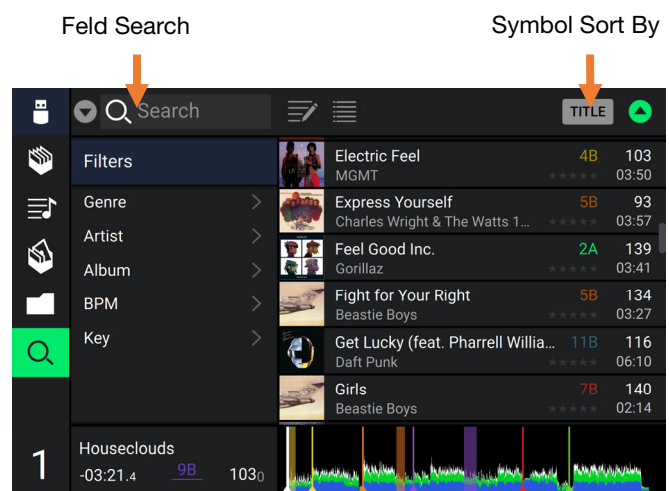 Feld Search
Symbol Sort By
Search
TITLE
Filters
Genre
Artist
Album
BPM
Key
Electric Feel 4B 103
MGMT 03:50
Express Yourself 5B 93
Charles Wright & The Watts 1... 03:57
Feel Good Inc. 2A 139
Gorillaz 03:41
Fight for Your Right 5B 134
Beastie Boys 03:27
Get Lucky (feat. Pharrell Willia... 11B 116
Daft Punk 06:10
Girls 7B 140
Beastie Boys 02:14
1
Houseclouds
-03:21.4 9B 1030